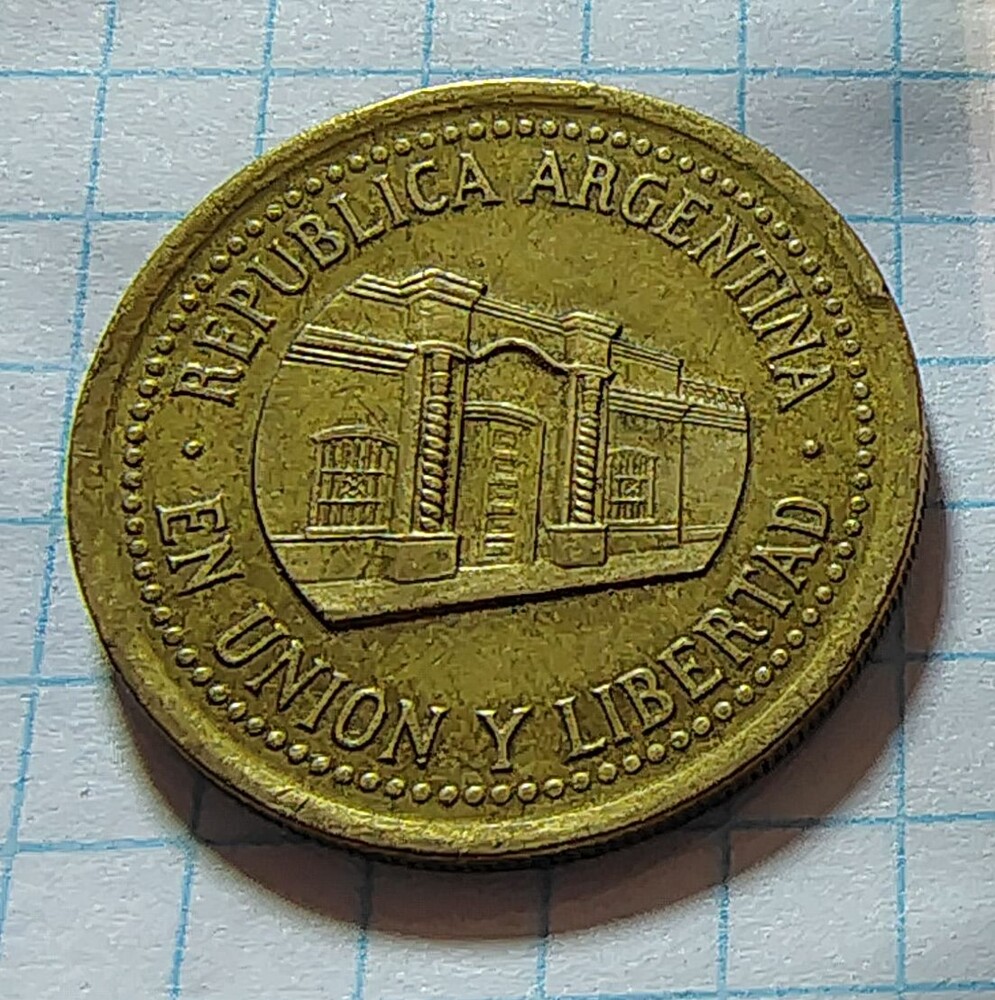 REPUBLICA ARGENTINA
· EN UNION Y LIBERTAD ·